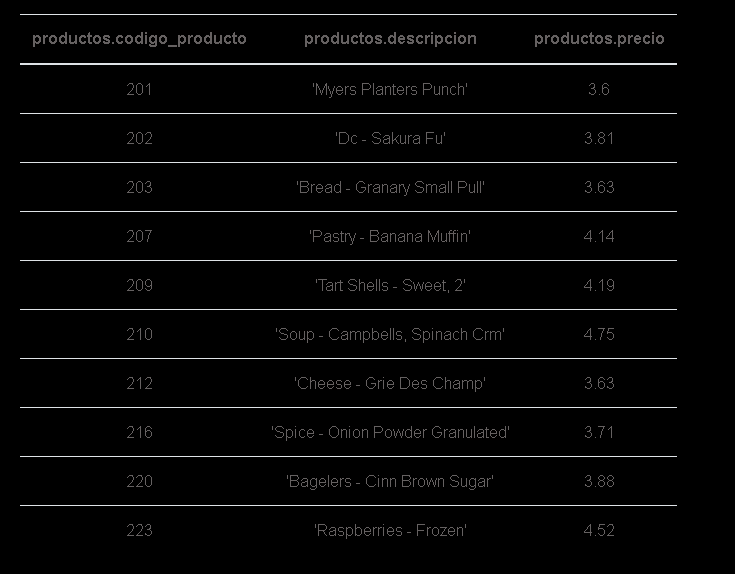 productos.codigo_producto productos.descripcion productos.precio
201 'Myers Planters Punch' 3.6
202 'Dc - Sakura Fu' 3.81
203 'Bread - Granary Small Pull' 3.63
207 'Pastry - Banana Muffin' 4.14
209 'Tart Shells - Sweet, 2' 4.19
210 'Soup - Campbells, Spinach Crm' 4.75
212 'Cheese - Grie Des Champ' 3.63
216 'Spice - Onion Powder Granulated' 3.71
220 'Bagelers - Cinn Brown Sugar' 3.88
223 'Raspberries - Frozen' 4.52